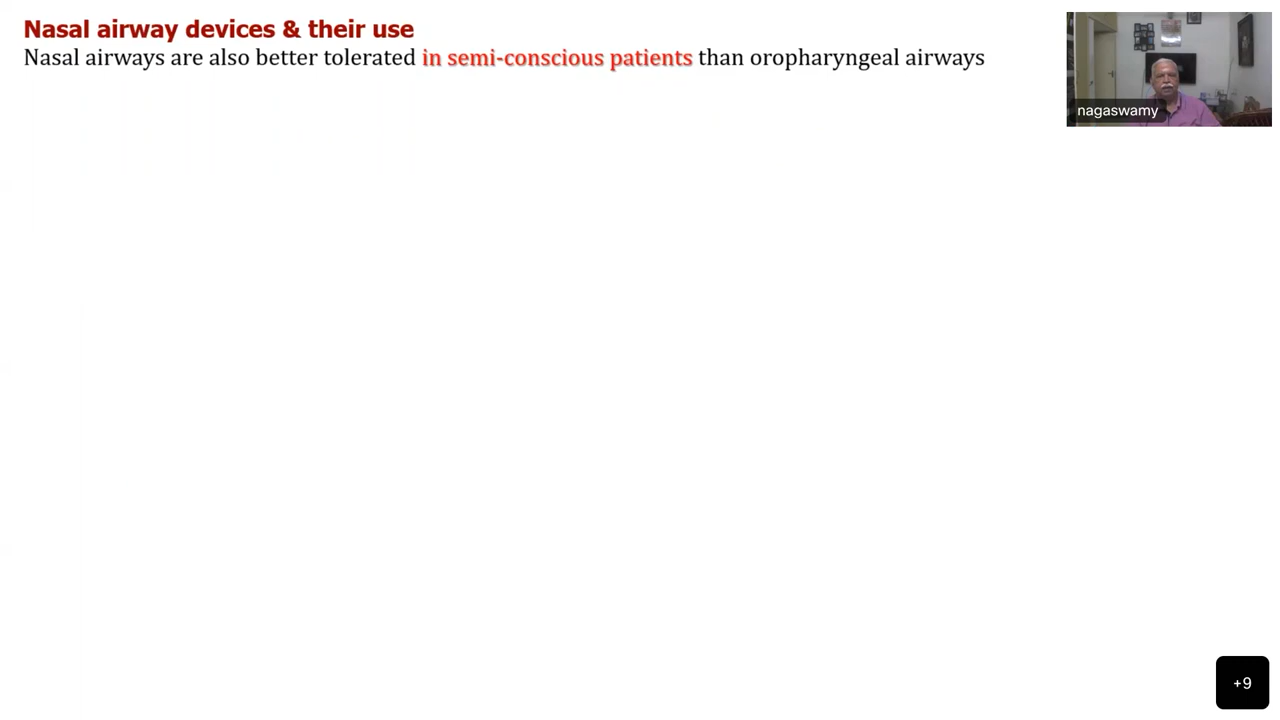 Nasal airway devices & their use
Nasal airways are also better tolerated in semi-conscious patients than oropharyngeal airways
nagaswamy
+9